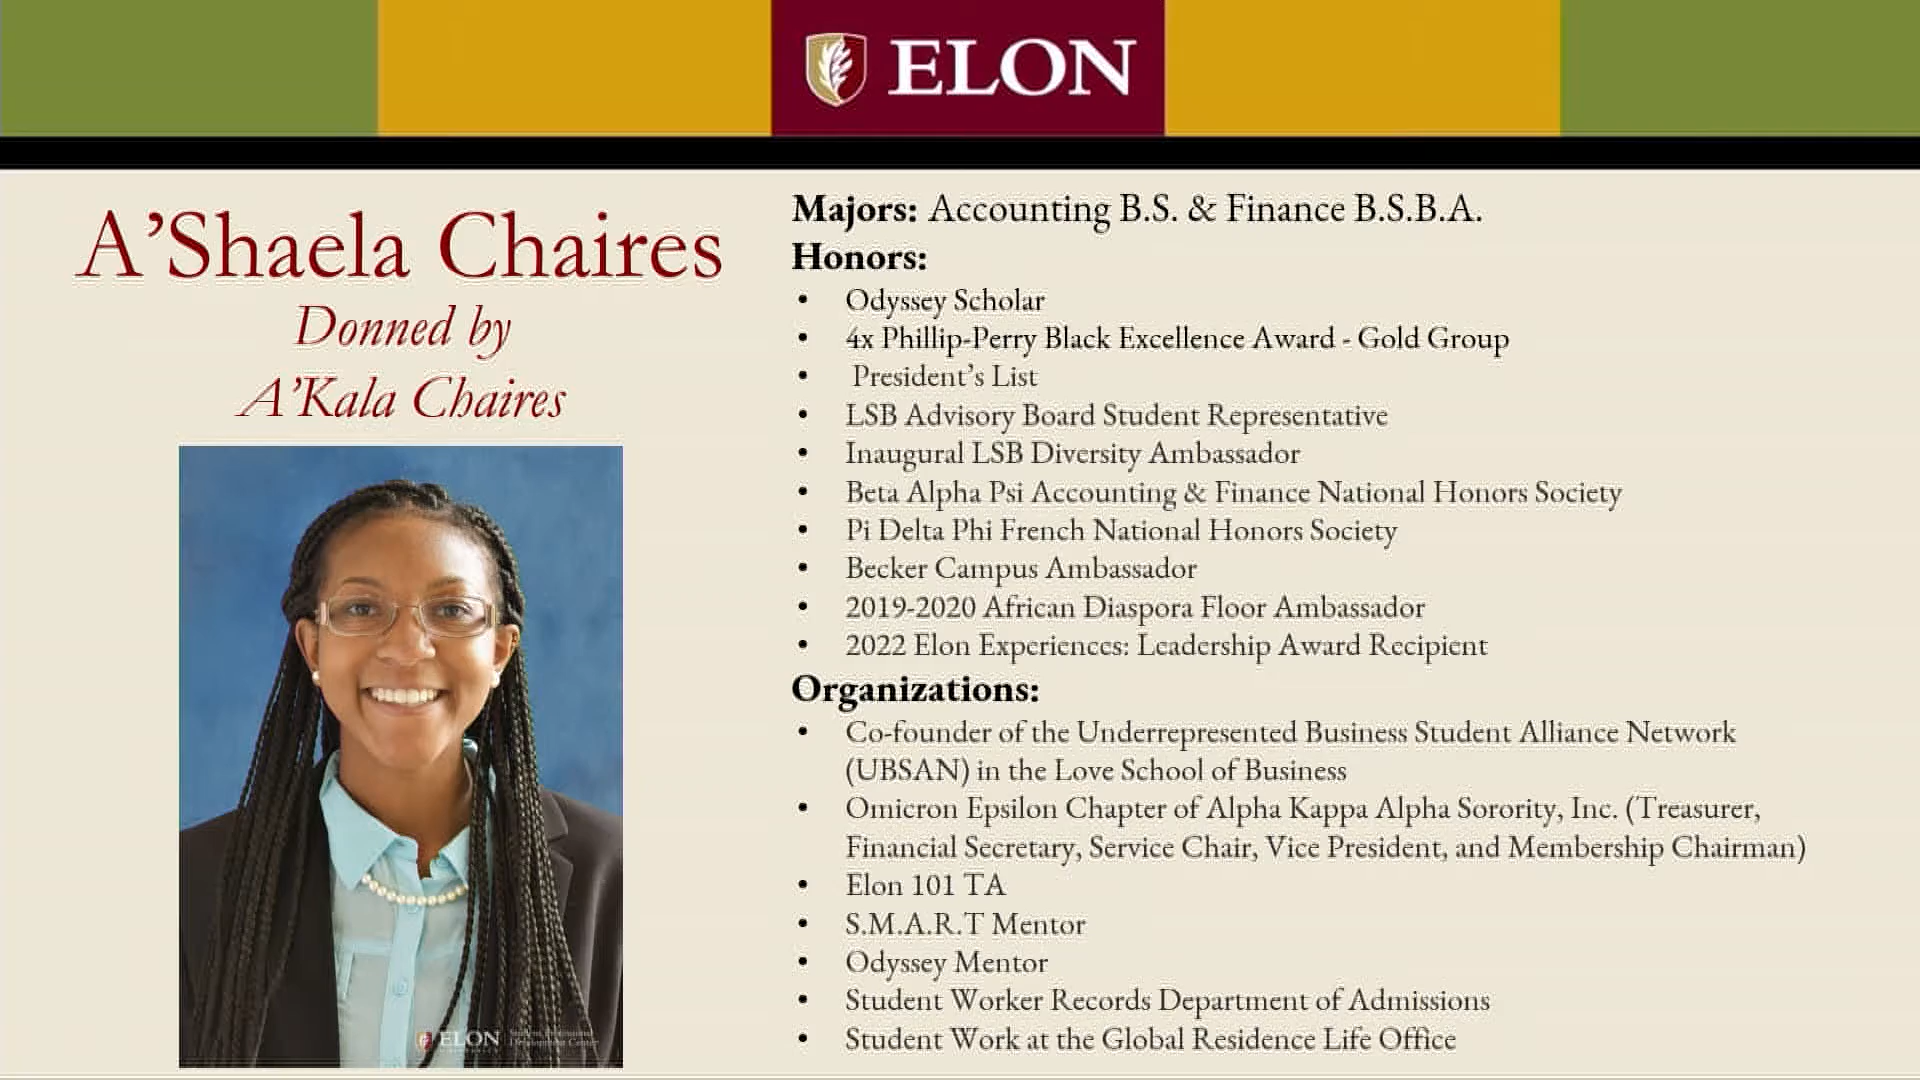 ELON
A’Shaela Chaires
Donned by
A’Kala Chaires
ELON
Majors: Accounting B.S. & Finance B.S.B.A.
Honors:
• Odyssey Scholar
• 4x Phillip-Perry Black Excellence Award - Gold Group
• President’s List
• LSB Advisory Board Student Representative
• Inaugural LSB Diversity Ambassador
• Beta Alpha Psi Accounting & Finance National Honors Society
• Pi Delta Phi French National Honors Society
• Becker Campus Ambassador
• 2019-2020 African Diaspora Floor Ambassador
• 2022 Elon Experiences: Leadership Award Recipient
Organizations:
• Co-founder of the Underrepresented Business Student Alliance Network
(UBSAN) in the Love School of Business
• Omicron Epsilon Chapter of Alpha Kappa Alpha Sorority, Inc. (Treasurer,
Financial Secretary, Service Chair, Vice President, and Membership Chairman)
• Elon 101 TA
• S.M.A.R.T Mentor
• Odyssey Mentor
• Student Worker Records Department of Admissions
• Student Work at the Global Residence Life Office